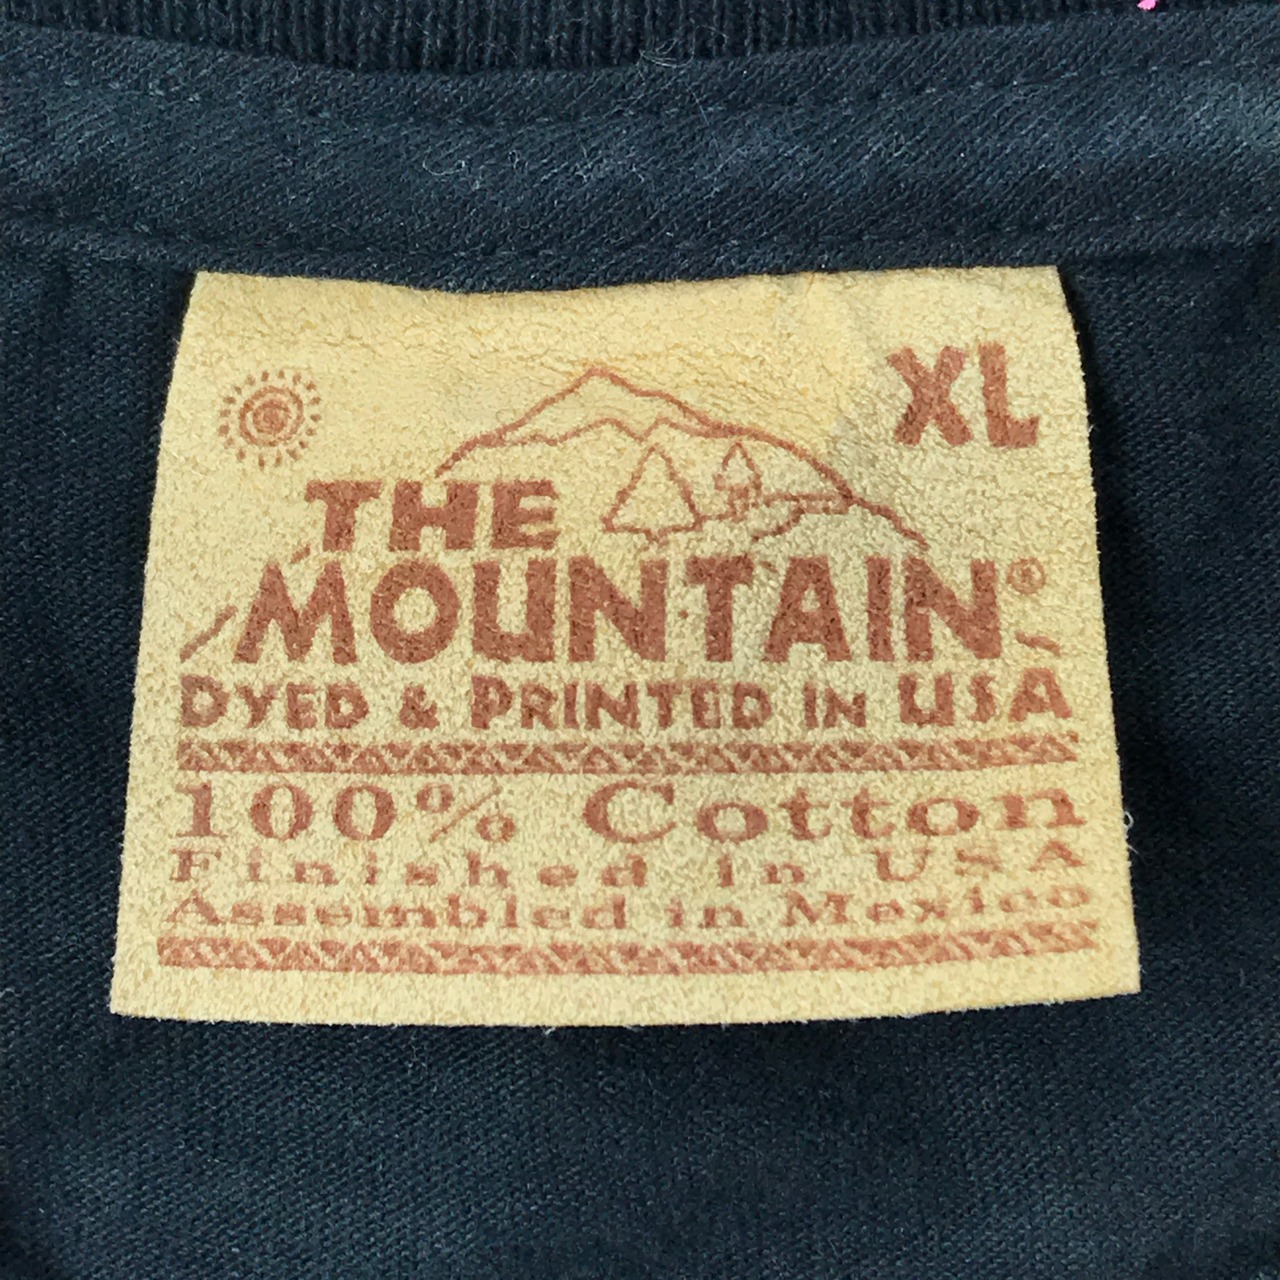 XL
THE
MOUNTAIN®
DYED & PRINTED IN USA
100% Cotton
Finished in USA
Assembled in Mexico